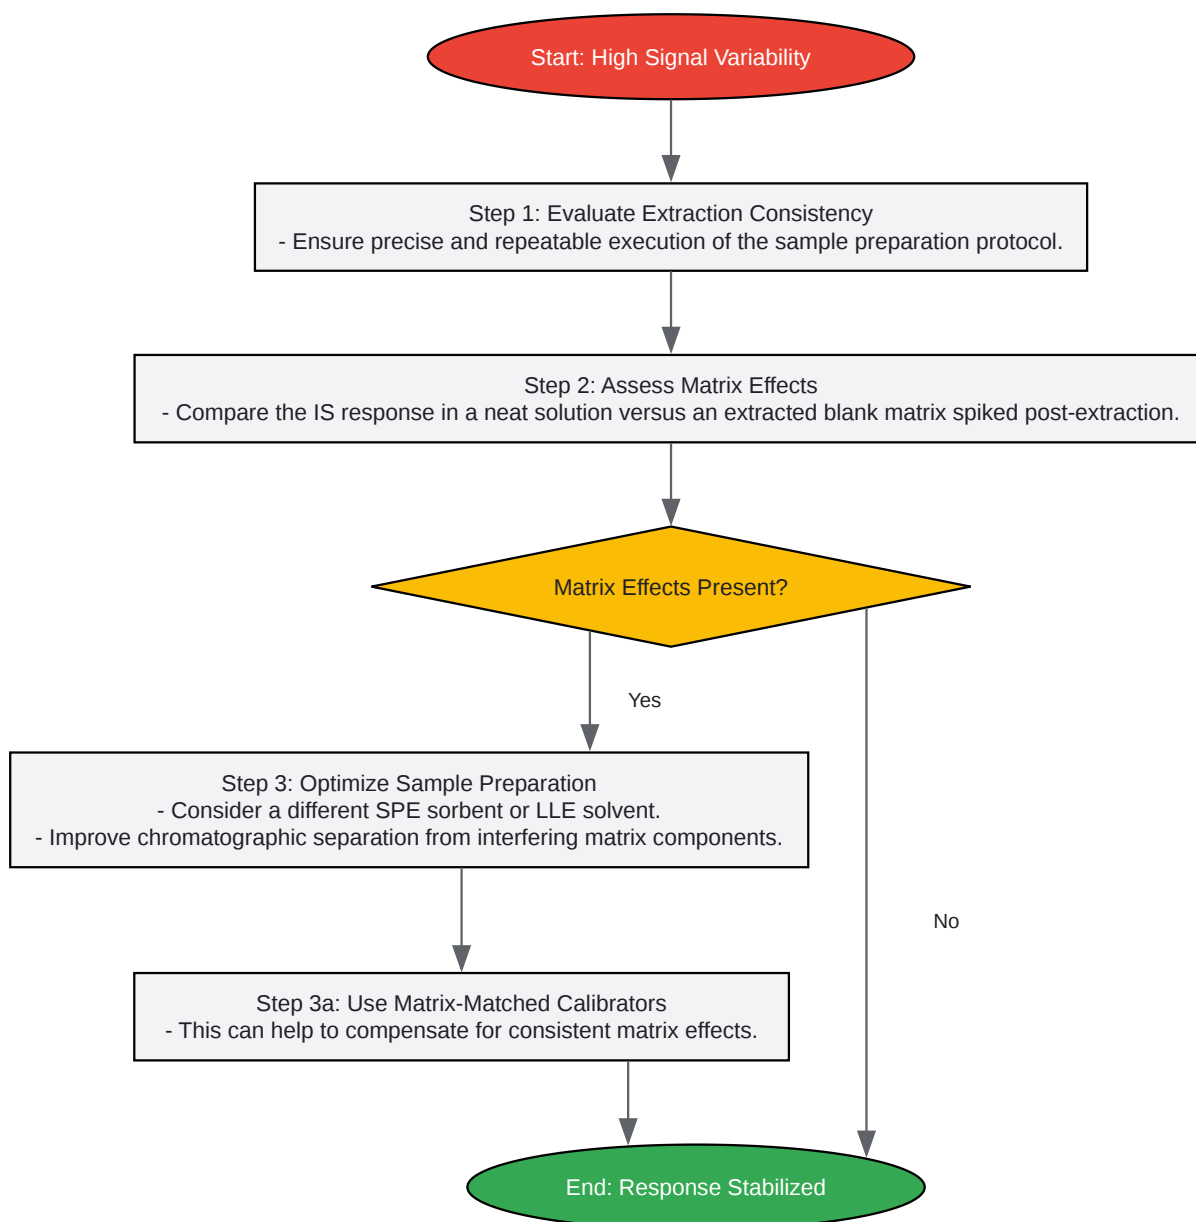 Start: High Signal Variability
Step 1: Evaluate Extraction Consistency
- Ensure precise and repeatable execution of the sample preparation protocol.
Step 2: Assess Matrix Effects
- Compare the IS response in a neat solution versus an extracted blank matrix spiked post-extraction.
Matrix Effects Present?
Yes
Step 3: Optimize Sample Preparation
- Consider a different SPE sorbent or LLE solvent.
- Improve chromatographic separation from interfering matrix components.
No
Step 3a: Use Matrix-Matched Calibrators
- This can help to compensate for consistent matrix effects.
End: Response Stabilized